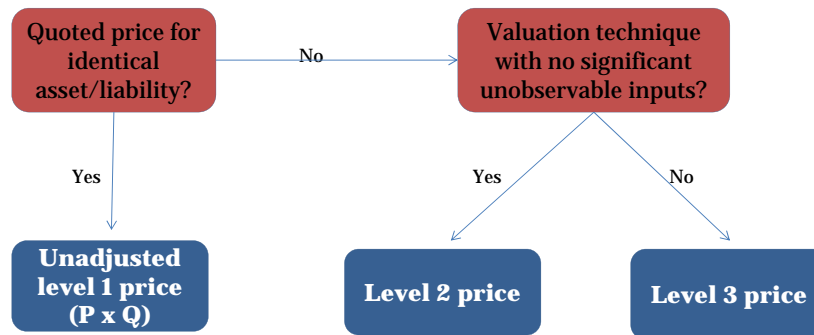 Quoted price for
identical
asset/liability?
No
Valuation technique
with no significant
unobservable inputs?
Yes
Yes
No
Unadjusted
level 1 price
(P x Q)
Level 2 price
Level 3 price